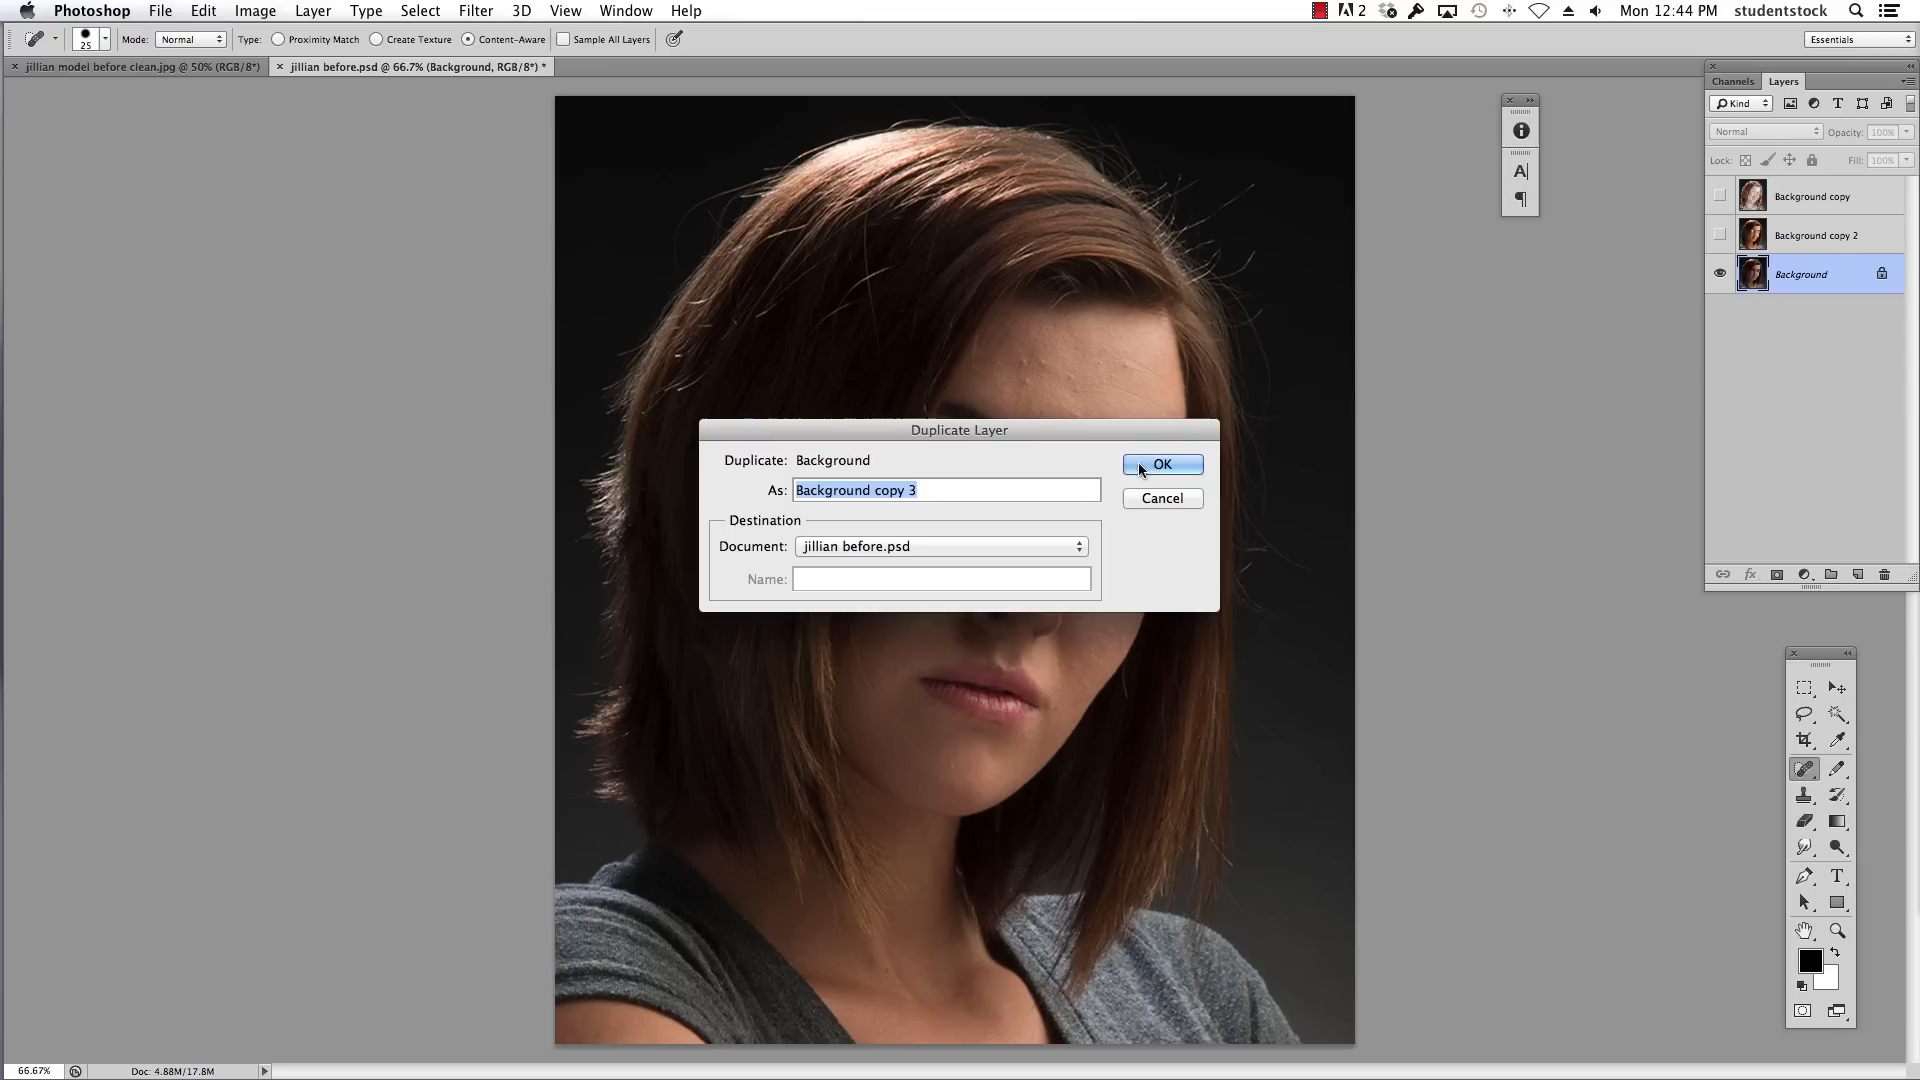 Photoshop File Edit Image Layer Type Select Filter 3D View Window Help 2 Mon 12:44 PM studentstock
25 Mode: Normal Type: Proximity Match Create Texture Content-Aware Sample All Layers Essentials
× jillian model before clean.jpg @ 50% (RGB/8*) × jillian before.psd @ 66.7% (Background, RGB/8*) *
Channels Layers
Kind
Normal Opacity: 100%
Lock: Fill: 100%
Background copy
Background copy 2
Background
Duplicate Layer
Duplicate: Background
As: Background copy 3
OK
Cancel
Destination
Document: jillian before.psd
Name:
66.67% Doc: 4.88M/17.8M